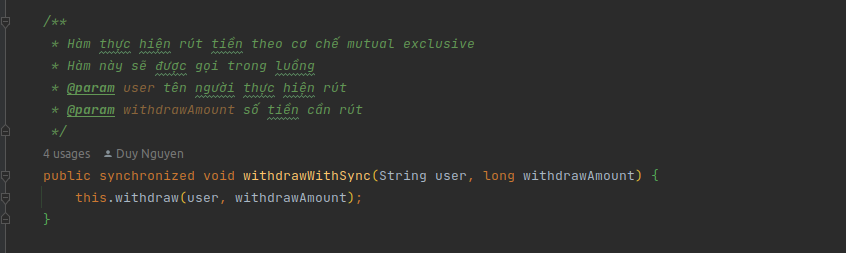 /**
* Hàm thực hiện rút tiền theo cơ chế mutual exclusive
* Hàm này sẽ được gọi trong luồng
* @param user tên người thực hiện rút
* @param withdrawAmount số tiền cần rút
*/
4 usages Duy Nguyen
public synchronized void withdrawWithSync(String user, long withdrawAmount) {
this.withdraw(user, withdrawAmount);
}